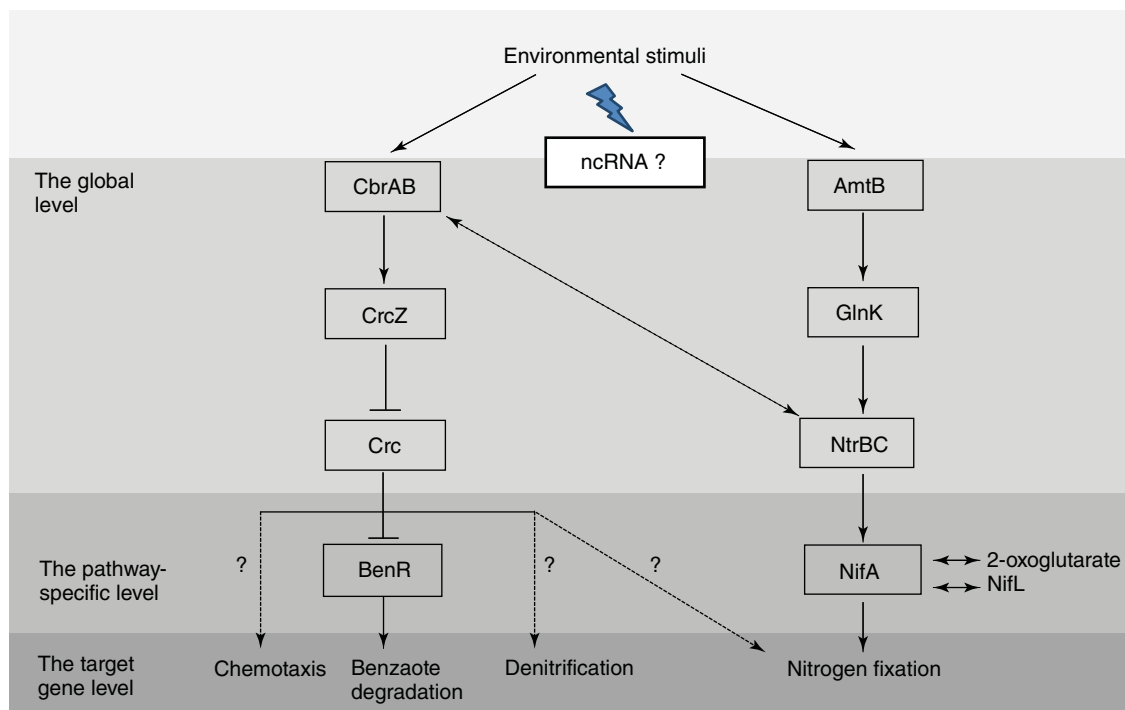 Environmental stimuli
ncRNA ?
The global
level
CbrAB
AmtB
CrcZ
GlnK
Crc
NtrBC
?
?
?
The pathway-
specific level
BenR
NifA
2-oxoglutarate
NifL
The target
gene level
Chemotaxis
Benzaote
degradation
Denitrification
Nitrogen fixation